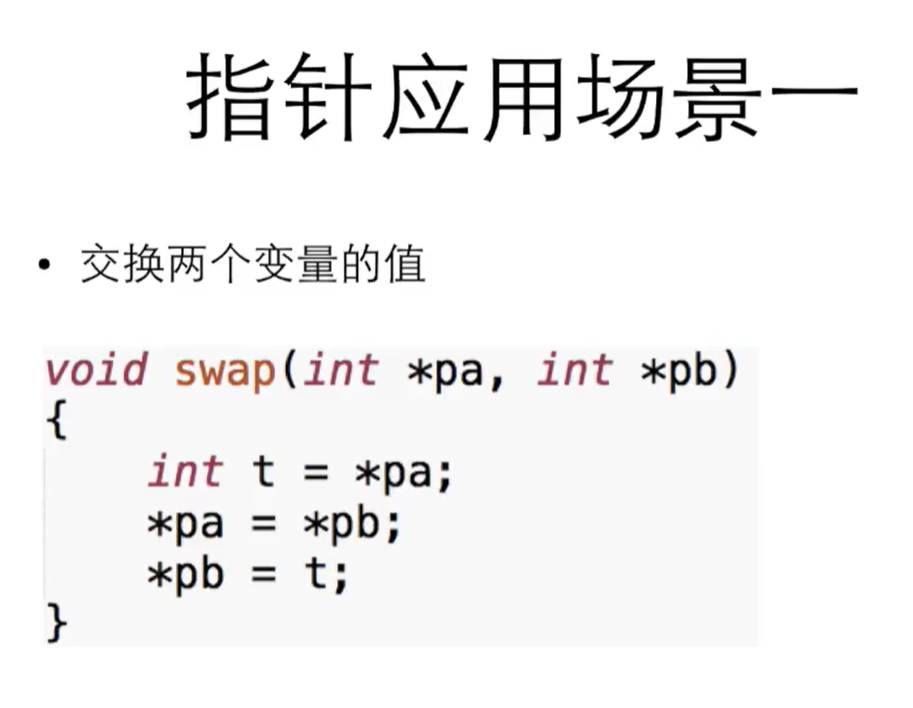 指针应用场景一
• 交换两个变量的值
void swap(int *pa, int *pb)
{
    int t = *pa;
    *pa = *pb;
    *pb = t;
}